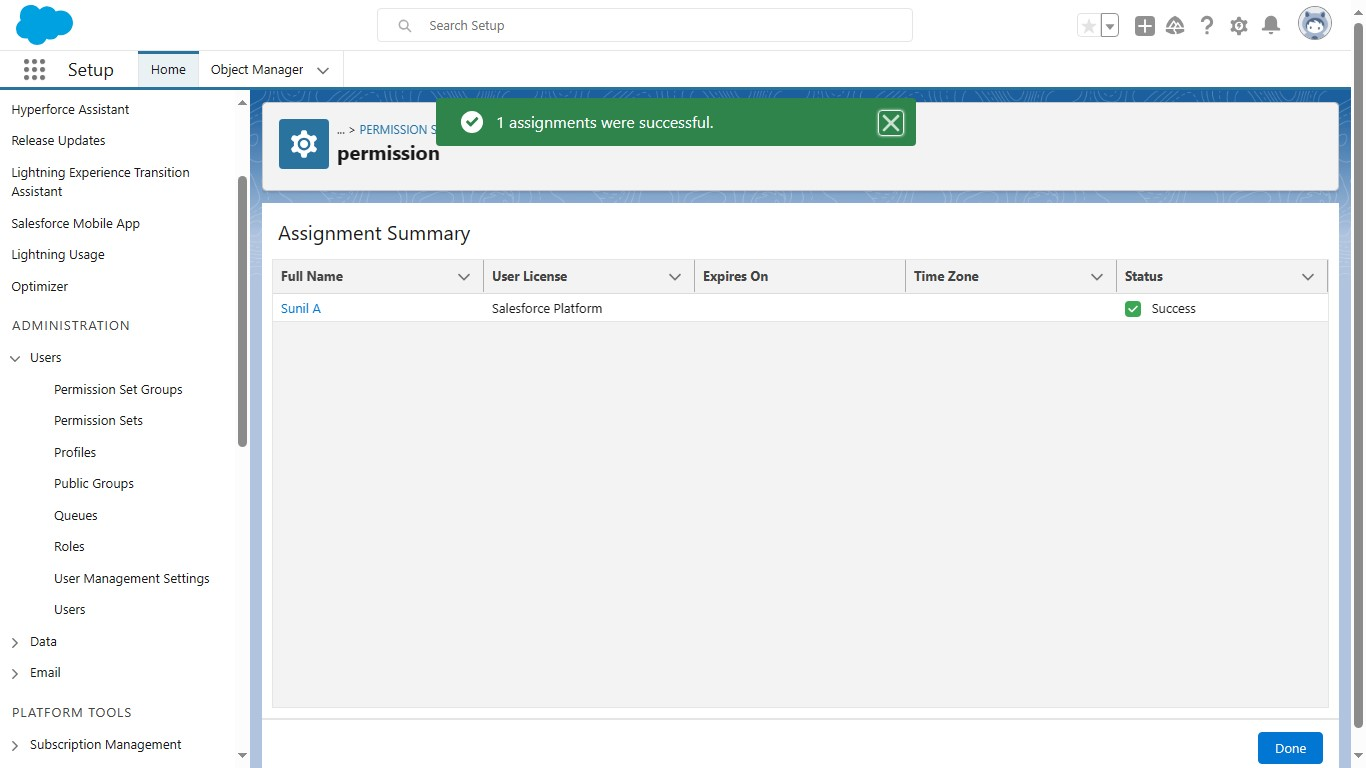 Search Setup
Setup
Home
Object Manager
Hyperforce Assistant
Release Updates
Lightning Experience Transition
Assistant
Salesforce Mobile App
Lightning Usage
Optimizer
ADMINISTRATION
Users
Permission Set Groups
Permission Sets
Profiles
Public Groups
Queues
Roles
User Management Settings
Users
Data
Email
PLATFORM TOOLS
Subscription Management
1 assignments were successful.
... > PERMISSION S
permission
Assignment Summary
Full Name User License Expires On Time Zone Status
Sunil A Salesforce Platform Success
Done